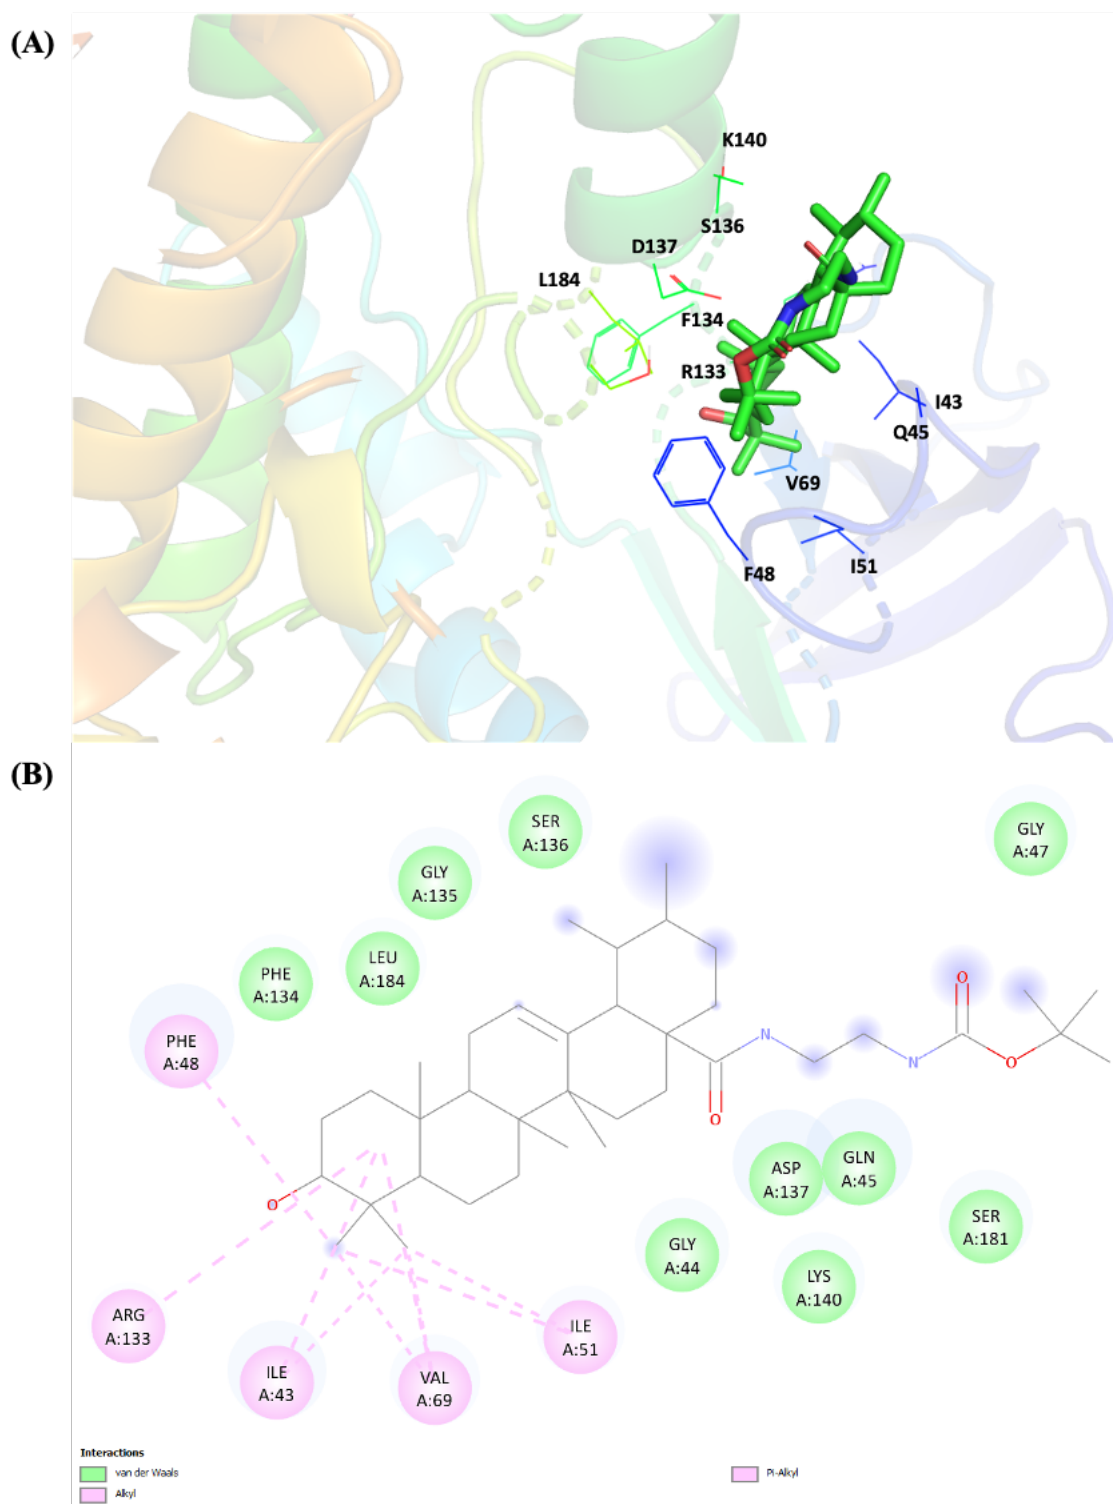 (A)
K140
S136
D137
L184
F134
R133
I43
Q45
V69
F48
I51
(B)
SER
A:136
GLY
A:47
GLY
A:135
LEU
A:184
PHE
A:134
PHE
A:48
O
N
N
O
O
O
ASP
A:137
GLN
A:45
SER
A:181
GLY
A:44
LYS
A:140
ARG
A:133
ILE
A:51
ILE
A:43
VAL
A:69
Interactions
van der Waals
Alkyl
Pi-Alkyl